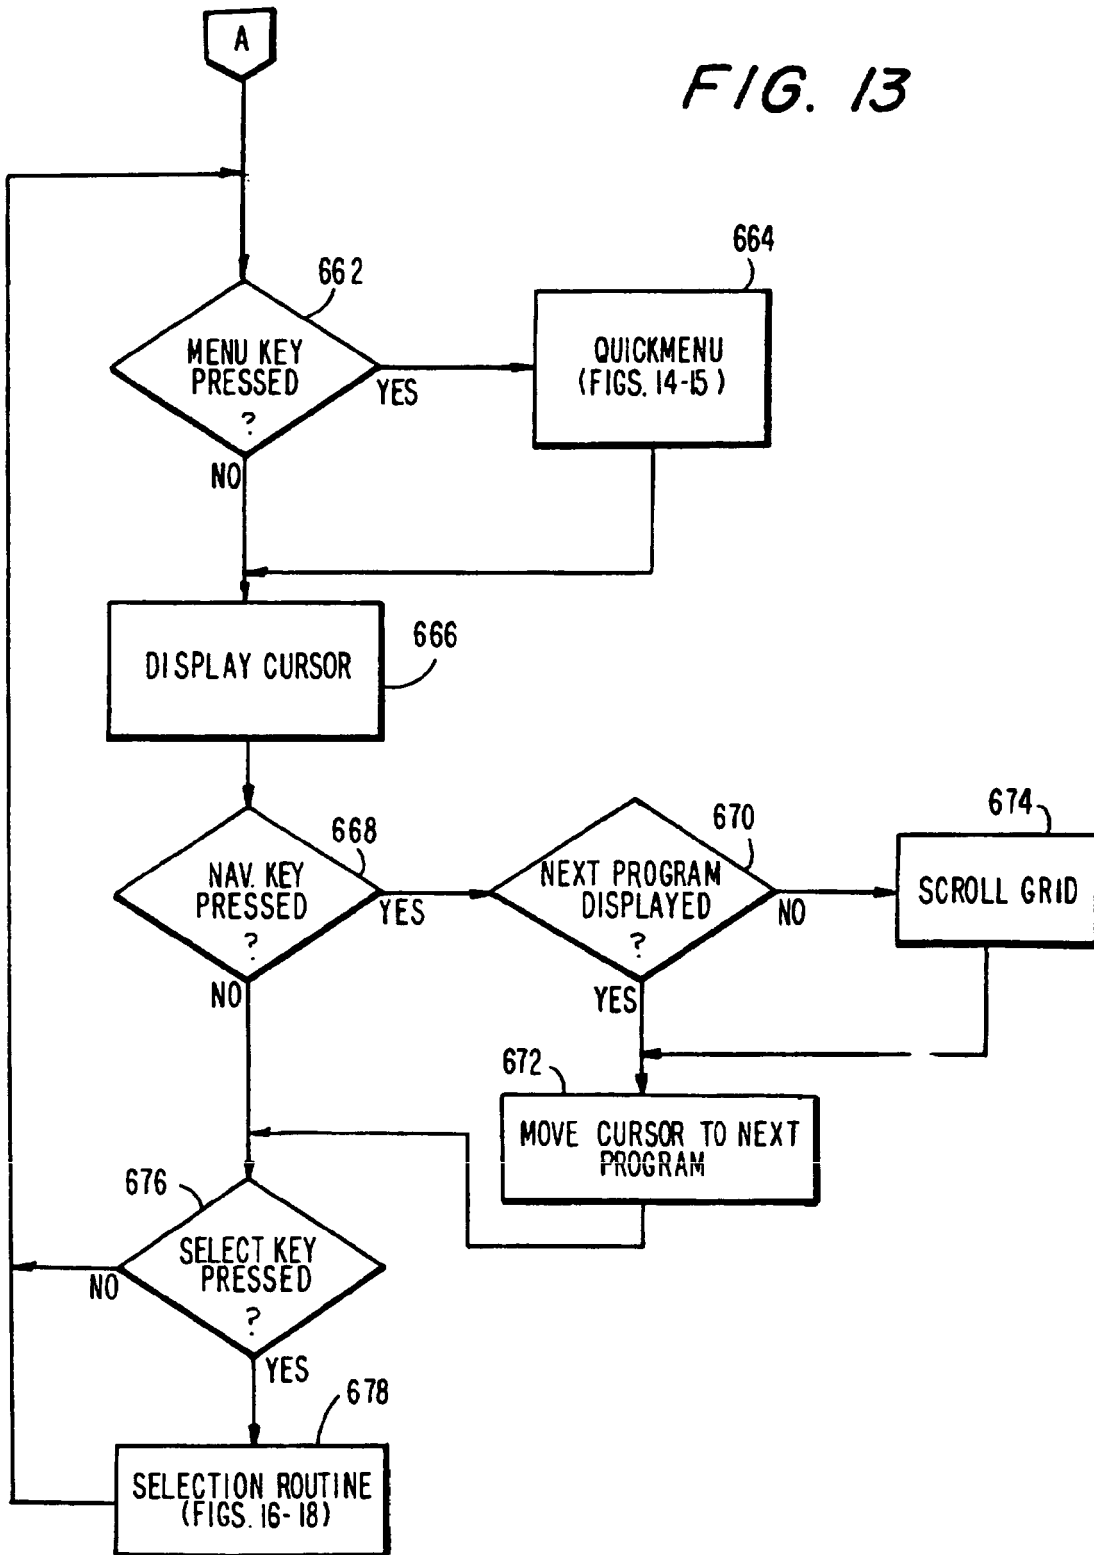 A
FIG. 13
662
MENU KEY
PRESSED
?
YES
NO
664
QUICKMENU
(FIGS. 14-15)
DISPLAY CURSOR
666
NAV. KEY
PRESSED
?
668
YES
NO
NEXT PROGRAM
DISPLAYED
?
670
NO
YES
674
SCROLL GRID
672
MOVE CURSOR TO NEXT
PROGRAM
676
SELECT KEY
PRESSED
?
NO
YES
678
SELECTION ROUTINE
(FIGS. 16-18)